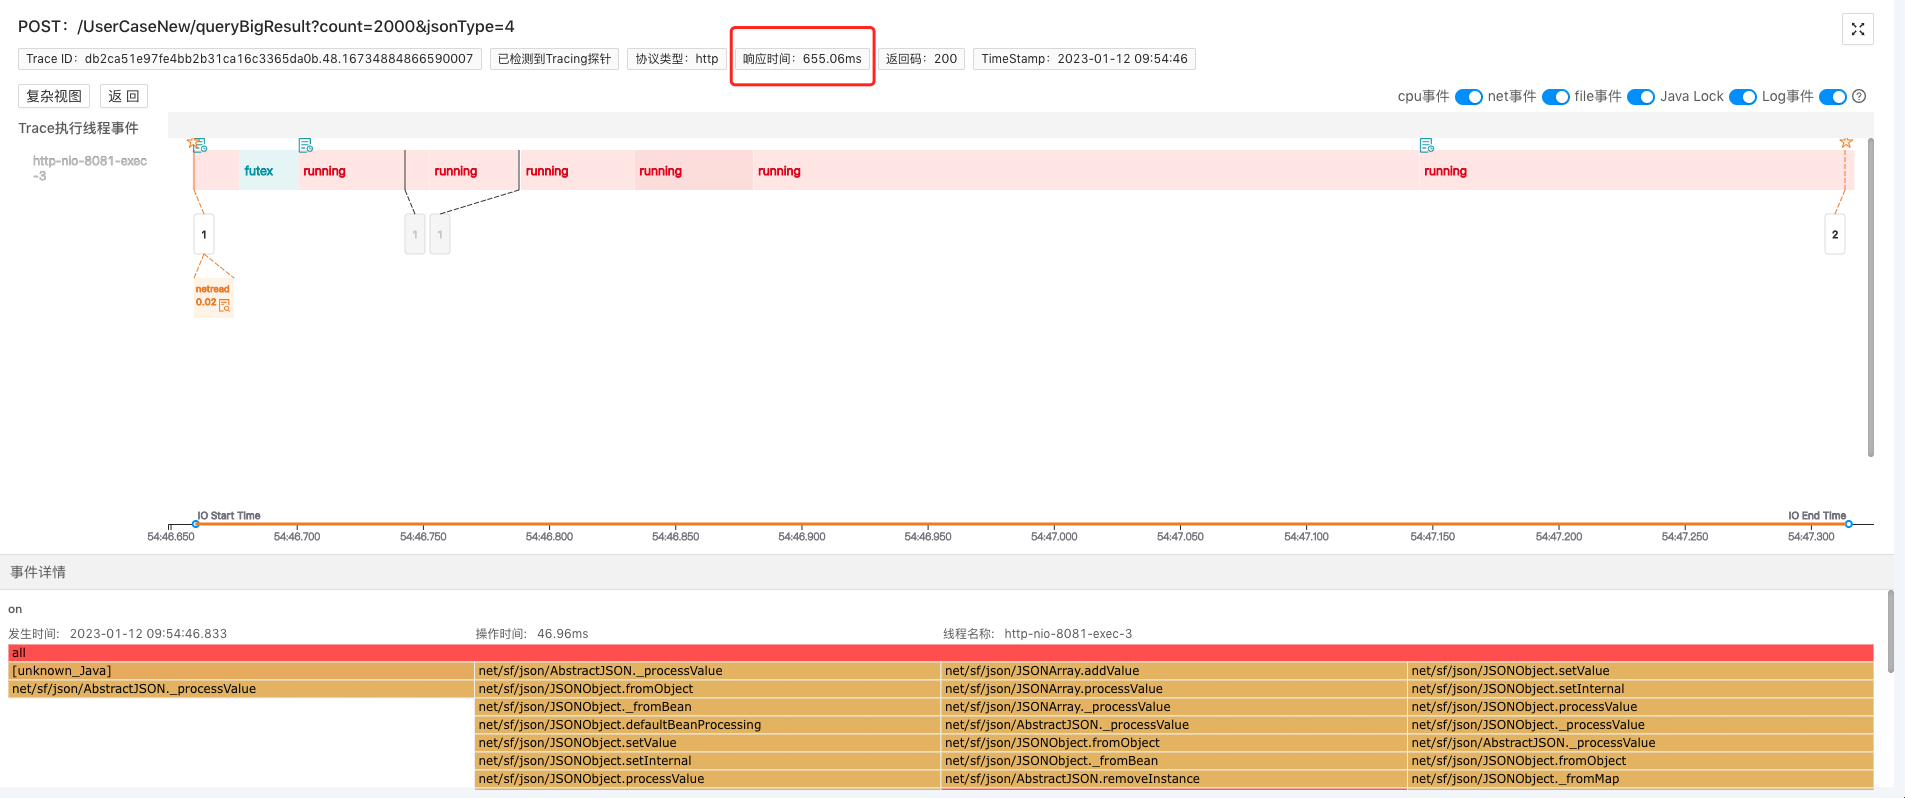 POST：/UserCaseNew/queryBigResult?count=2000&jsonType=4
Trace ID：db2ca51e97fe4bb2b31ca16c3365da0b.48.16734884866590007 已检测到Tracing探针 协议类型：http 响应时间：655.06ms 返回码：200 TimeStamp：2023-01-12 09:54:46
复杂视图 返 回 cpu事件 net事件 file事件 Java Lock Log事件
Trace执行线程事件
http-nio-8081-exec
-3
futex running running running running running running
1 1 1 2
netread
0.02
IO Start Time IO End Time
54:46.650 54:46.700 54:46.750 54:46.800 54:46.850 54:46.900 54:46.950 54:47.000 54:47.050 54:47.100 54:47.150 54:47.200 54:47.250 54:47.300
事件详情
on
发生时间: 2023-01-12 09:54:46.833 操作时间: 46.96ms 线程名称: http-nio-8081-exec-3
all
[unknown_Java] net/sf/json/AbstractJSON._processValue net/sf/json/JSONArray.addValue net/sf/json/JSONObject.setValue
net/sf/json/AbstractJSON._processValue net/sf/json/JSONObject.fromObject net/sf/json/JSONArray.processValue net/sf/json/JSONObject.setInternal
net/sf/json/JSONObject._fromBean net/sf/json/JSONArray._processValue net/sf/json/JSONObject.processValue
net/sf/json/JSONObject.defaultBeanProcessing net/sf/json/AbstractJSON._processValue net/sf/json/JSONObject._processValue
net/sf/json/JSONObject.setValue net/sf/json/JSONObject.fromObject net/sf/json/AbstractJSON._processValue
net/sf/json/JSONObject.setInternal net/sf/json/JSONObject._fromBean net/sf/json/JSONObject.fromObject
net/sf/json/JSONObject.processValue net/sf/json/AbstractJSON.removeInstance net/sf/json/JSONObject._fromMap